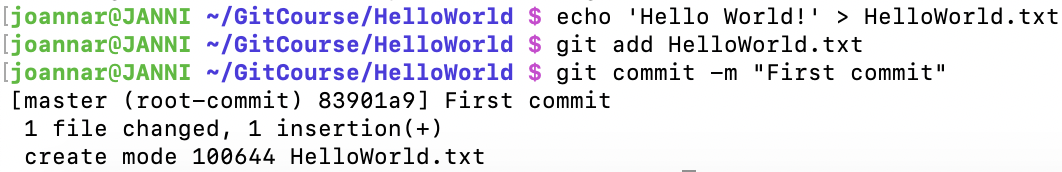 [joannar@JANNI ~/GitCourse/HelloWorld $ echo 'Hello World!' > HelloWorld.txt
[joannar@JANNI ~/GitCourse/HelloWorld $ git add HelloWorld.txt
[joannar@JANNI ~/GitCourse/HelloWorld $ git commit -m "First commit"
[master (root-commit) 83901a9] First commit
 1 file changed, 1 insertion(+)
 create mode 100644 HelloWorld.txt